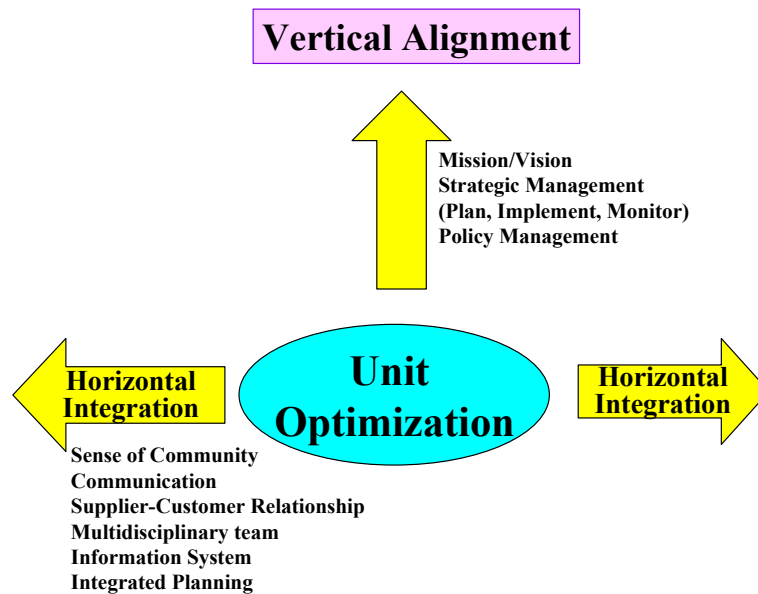 Vertical Alignment
Mission/Vision
Strategic Management
(Plan, Implement, Monitor)
Policy Management
Horizontal
Integration
Unit
Optimization
Horizontal
Integration
Sense of Community
Communication
Supplier-Customer Relationship
Multidisciplinary team
Information System
Integrated Planning